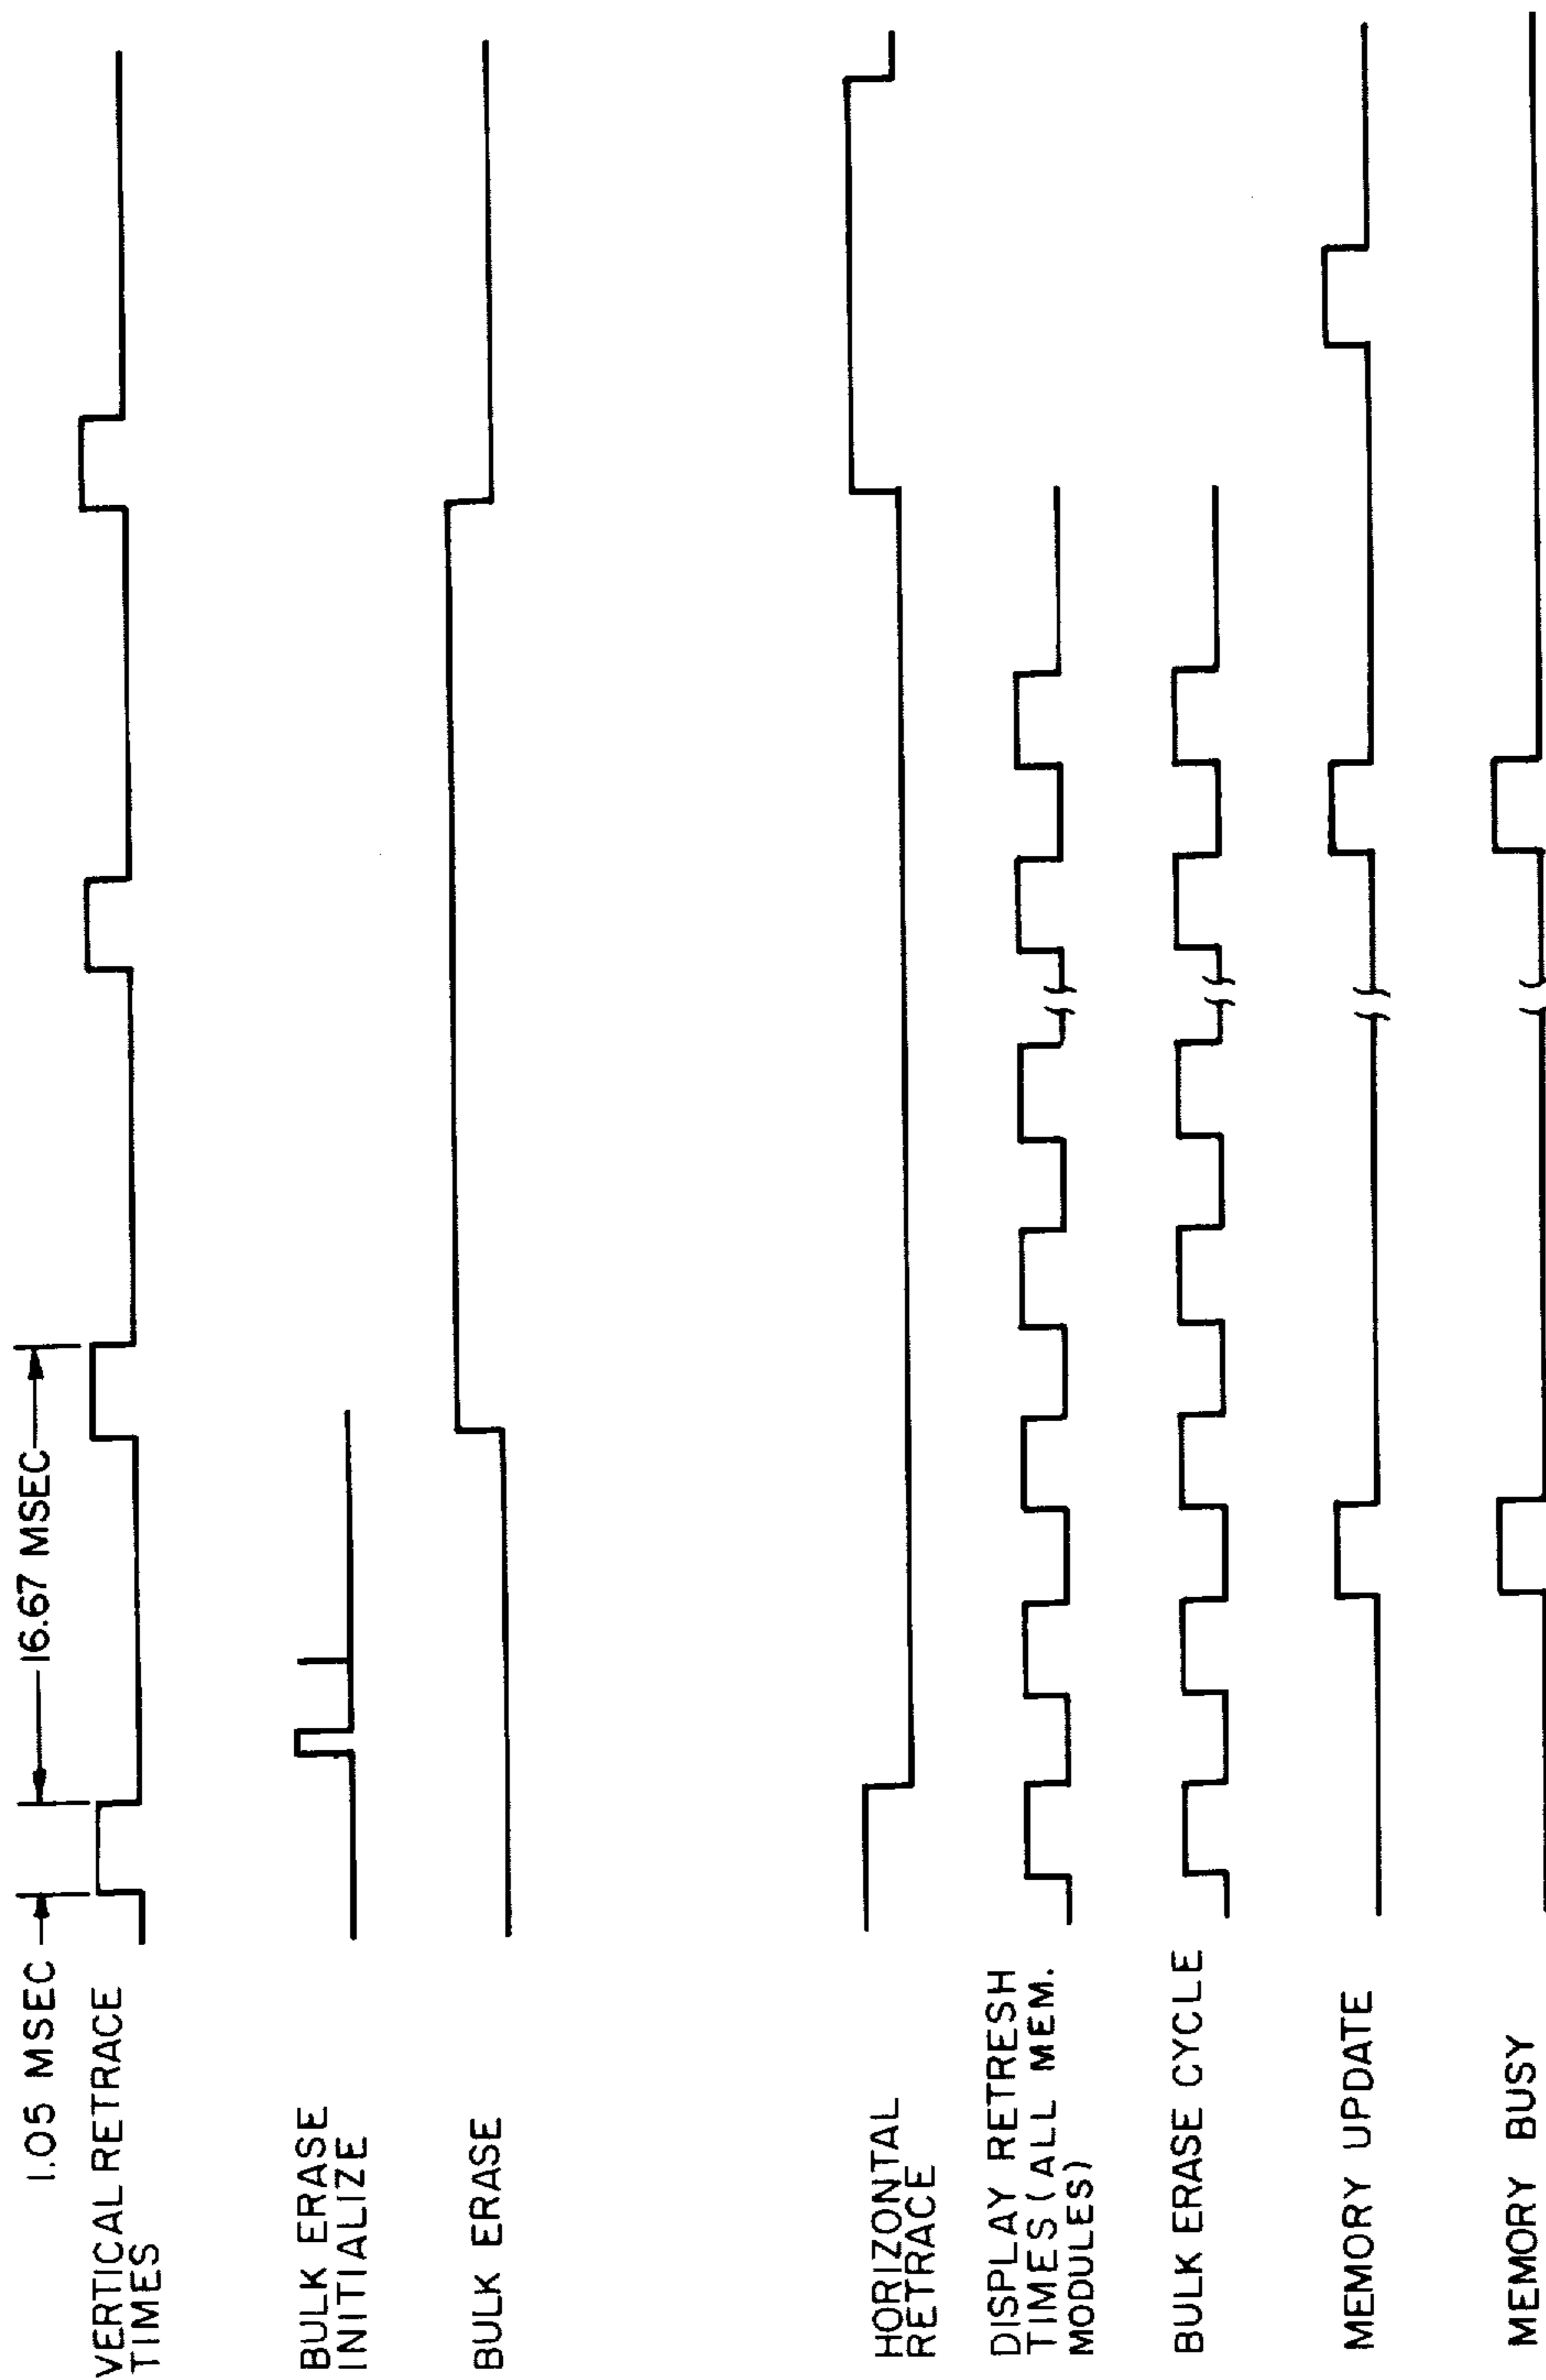 1.05 MSEC
16.67 MSEC
VERTICAL RETRACE
TIMES
BULK ERASE
INITIALIZE
BULK ERASE
HORIZONTAL
RETRACE
DISPLAY RETRESH
TIMES (ALL MEM.
MODULES)
BULK ERASE CYCLE
MEMORY UPDATE
MEMORY BUSY